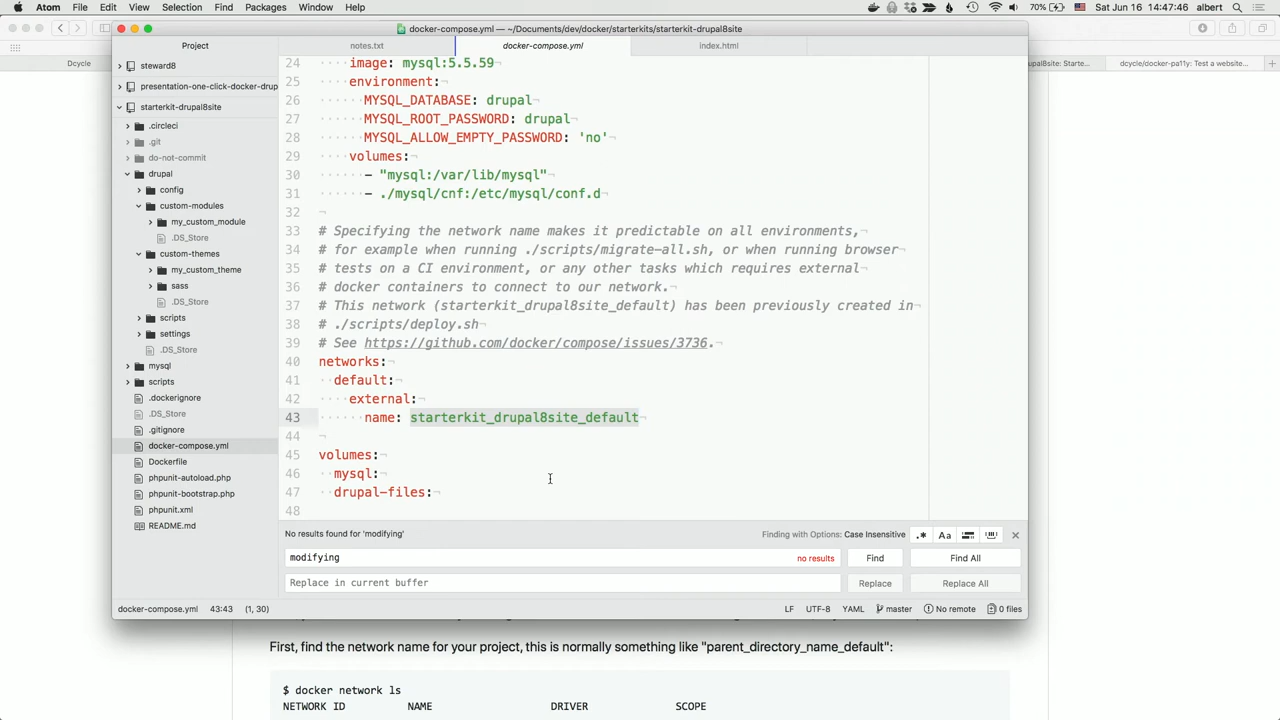 Atom File Edit View Selection Find Packages Window Help 70% Sat Jun 16 14:47:46 albert
docker-compose.yml — ~/Documents/dev/docker/starterkits/starterkit-drupal8site
Project
notes.txt
docker-compose.yml
index.html
Dcycle
upal8site: Starte...
dcycle/docker-pa11y: Test a website...
steward8
presentation-one-click-docker-drup
starterkit-drupal8site
.circleci
.git
do-not-commit
drupal
config
custom-modules
my_custom_module
.DS_Store
custom-themes
my_custom_theme
sass
.DS_Store
scripts
settings
.DS_Store
mysql
scripts
.dockerignore
.DS_Store
.gitignore
docker-compose.yml
Dockerfile
phpunit-autoload.php
phpunit-bootstrap.php
phpunit.xml
README.md
24 image: mysql:5.5.59
25 environment:
26 MYSQL_DATABASE: drupal
27 MYSQL_ROOT_PASSWORD: drupal
28 MYSQL_ALLOW_EMPTY_PASSWORD: 'no'
29 volumes:
30 - "mysql:/var/lib/mysql"
31 - ./mysql/cnf:/etc/mysql/conf.d
32
33 # Specifying the network name makes it predictable on all environments,
34 # for example when running ./scripts/migrate-all.sh, or when running browser
35 # tests on a CI environment, or any other tasks which requires external
36 # docker containers to connect to our network.
37 # This network (starterkit_drupal8site_default) has been previously created in
38 # ./scripts/deploy.sh
39 # See https://github.com/docker/compose/issues/3736.
40 networks:
41 default:
42 external:
43 name: starterkit_drupal8site_default
44
45 volumes:
46 mysql:
47 drupal-files:
48
No results found for 'modifying'
Finding with Options: Case Insensitive
.* Aa
modifying
no results
Find
Find All
Replace in current buffer
Replace
Replace All
docker-compose.yml 43:43 (1, 30)
LF UTF-8 YAML master No remote 0 files
First, find the network name for your project, this is normally something like "parent_directory_name_default":
$ docker network ls
NETWORK ID NAME DRIVER SCOPE